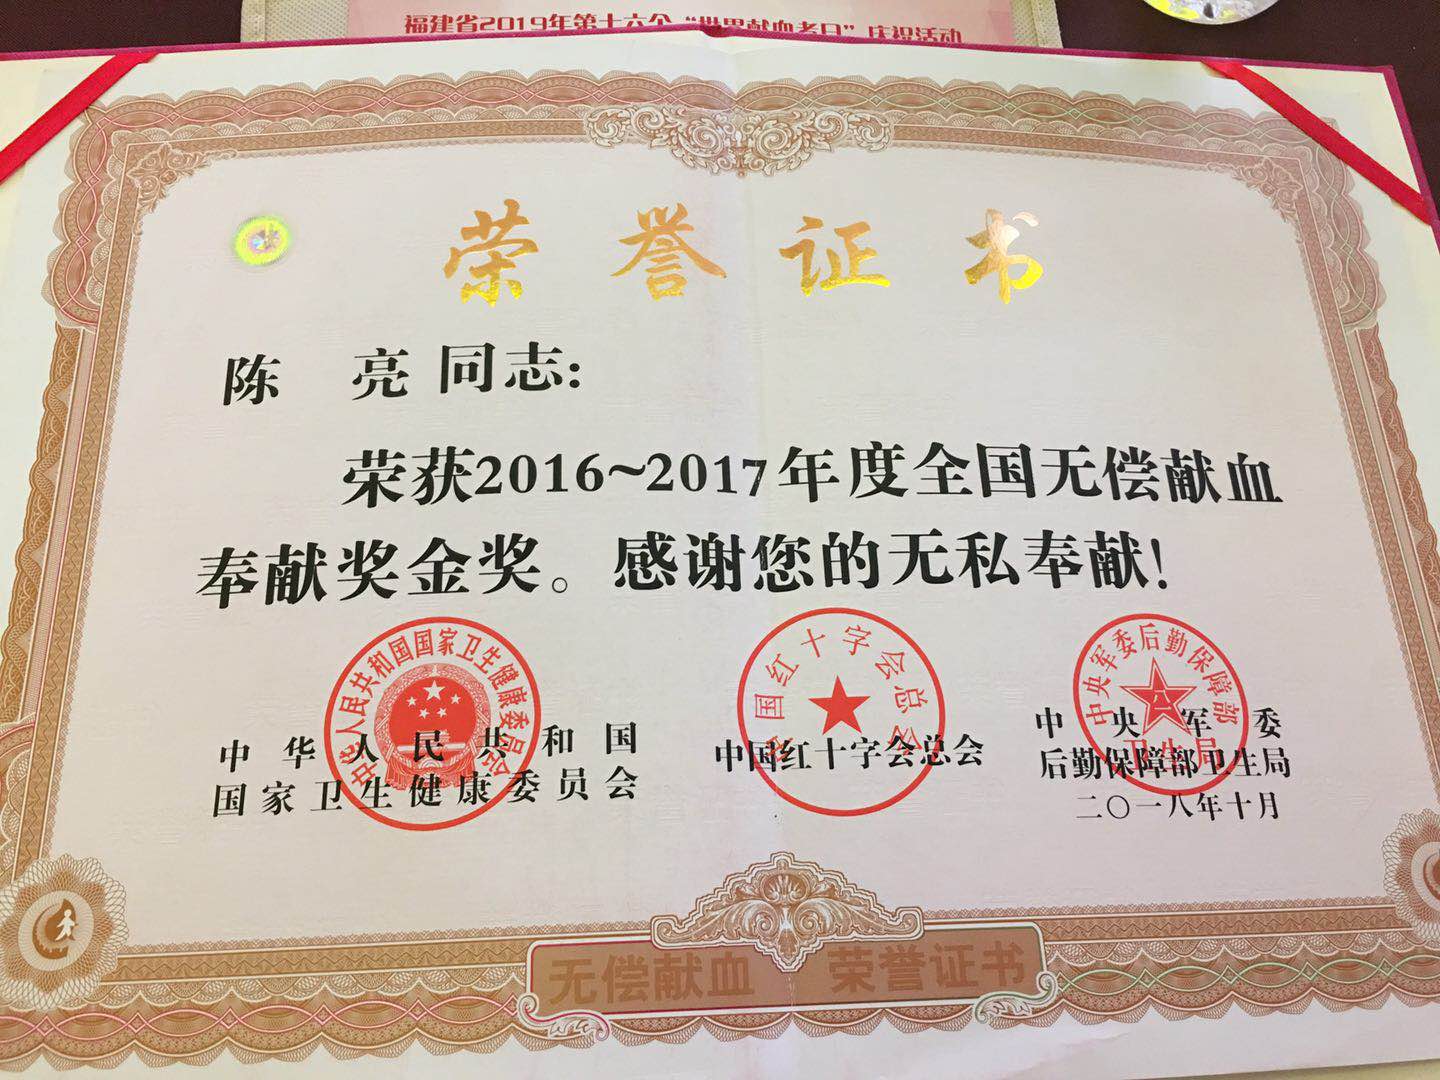 福建省2019年第十六个“世界献血者日”庆祝活动
荣誉证书
陈 亮 同志:
荣获2016~2017年度全国无偿献血
奉献奖金奖。感谢您的无私奉献!
中华人民共和国国家卫生健康委员会
中华人民共和国
国家卫生健康委员会
中国红十字会总会
中国红十字会总会
中央军委后勤保障部
卫生局
中央军委
后勤保障部卫生局
二〇一八年十月
无偿献血 荣誉证书